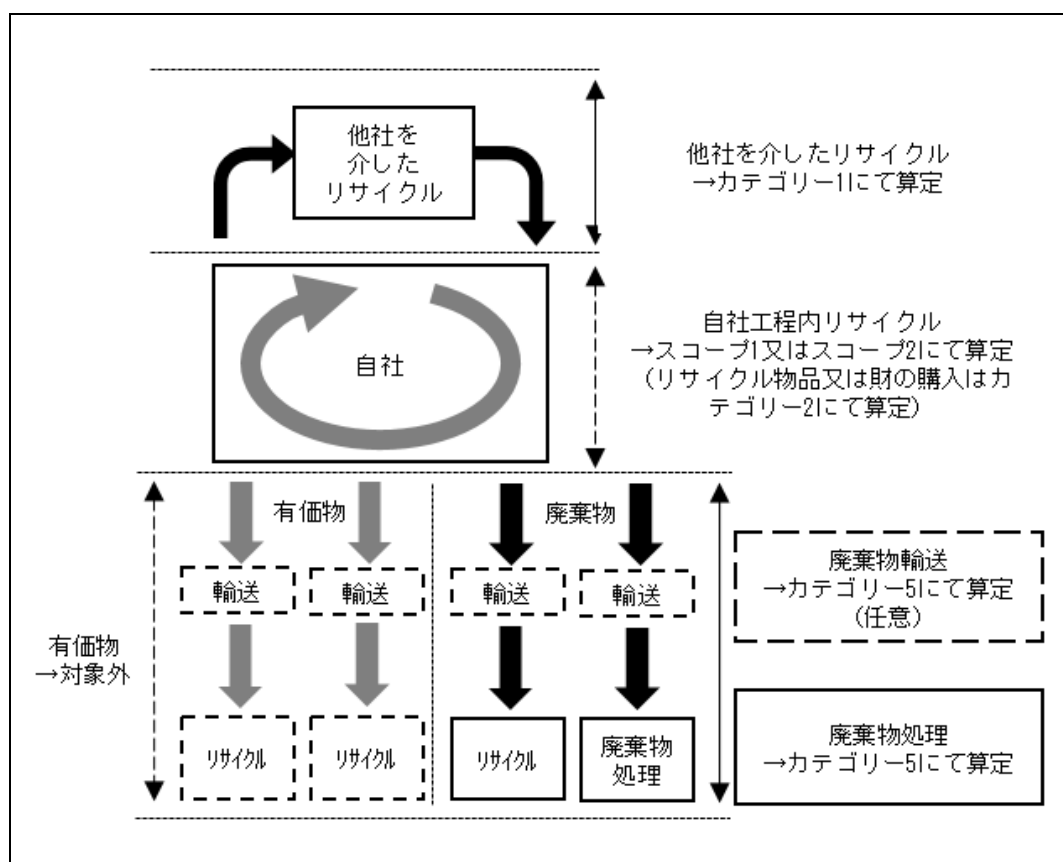 他社を
介した
リサイクル
他社を介したリサイクル
→カテゴリー1にて算定
自社
自社工程内リサイクル
→スコープ1又はスコープ2にて算定
（リサイクル物品又は財の購入はカ
テゴリー2にて算定）
有価物
廃棄物
輸送
輸送
輸送
輸送
廃棄物輸送
→カテゴリー5にて算定
（任意）
有価物
→対象外
リサイクル
リサイクル
リサイクル
廃棄物
処理
廃棄物処理
→カテゴリー5にて算定